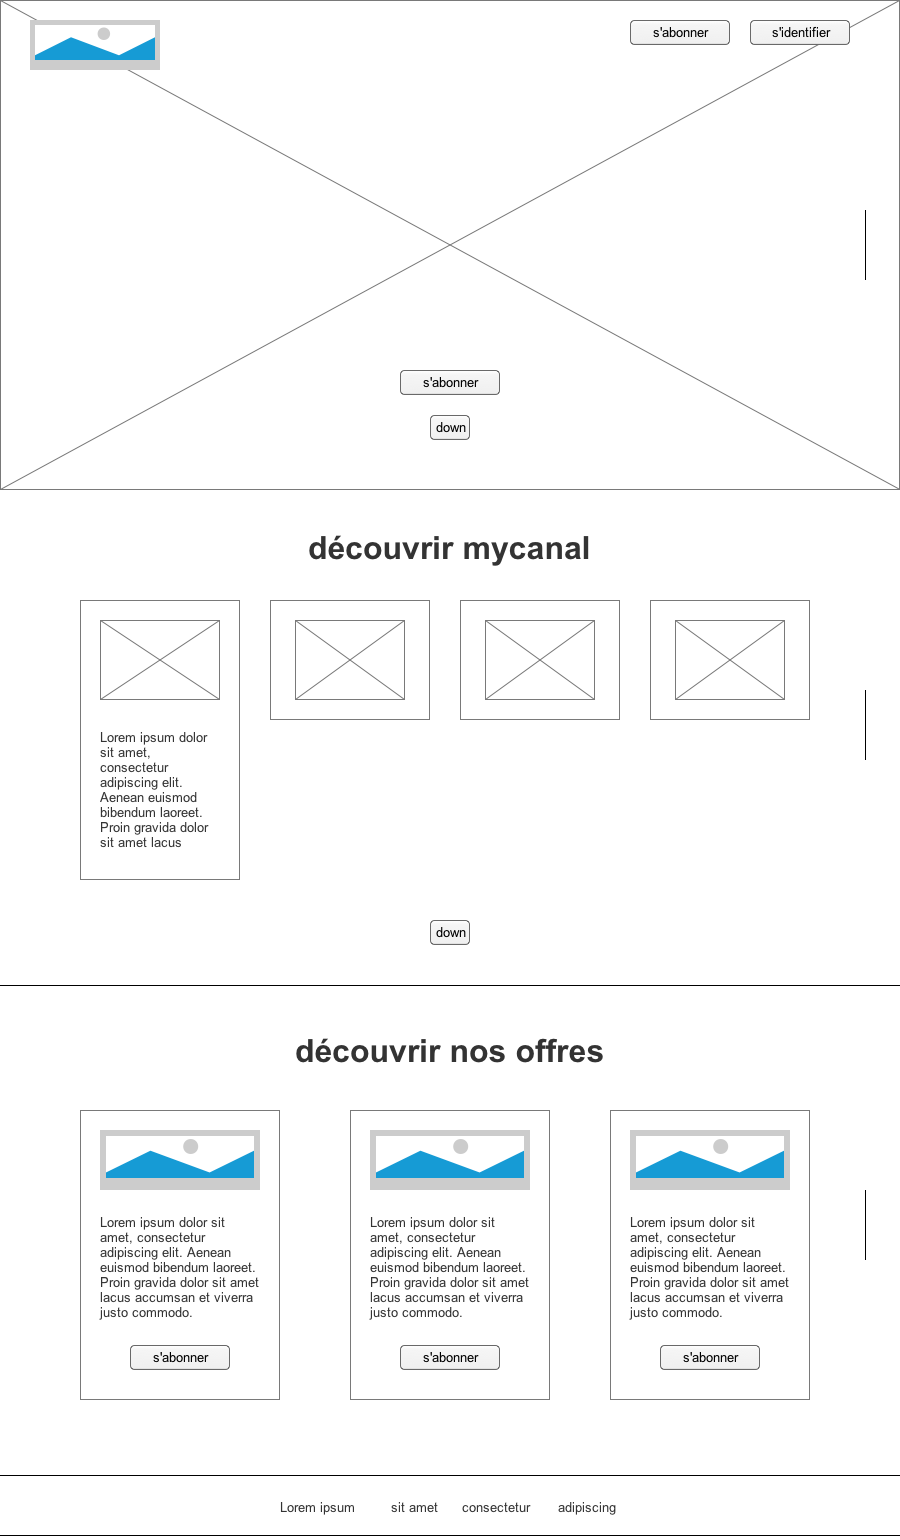 s'abonner
s'identifier
s'abonner
down
découvrir mycanal
Lorem ipsum dolor
sit amet,
consectetur
adipiscing elit.
Aenean euismod
bibendum laoreet.
Proin gravida dolor
sit amet lacus
down
découvrir nos offres
Lorem ipsum dolor sit
amet, consectetur
adipiscing elit. Aenean
euismod bibendum laoreet.
Proin gravida dolor sit amet
lacus accumsan et viverra
justo commodo.
s'abonner
Lorem ipsum dolor sit
amet, consectetur
adipiscing elit. Aenean
euismod bibendum laoreet.
Proin gravida dolor sit amet
lacus accumsan et viverra
justo commodo.
s'abonner
Lorem ipsum dolor sit
amet, consectetur
adipiscing elit. Aenean
euismod bibendum laoreet.
Proin gravida dolor sit amet
lacus accumsan et viverra
justo commodo.
s'abonner
Lorem ipsum sit amet consectetur adipiscing